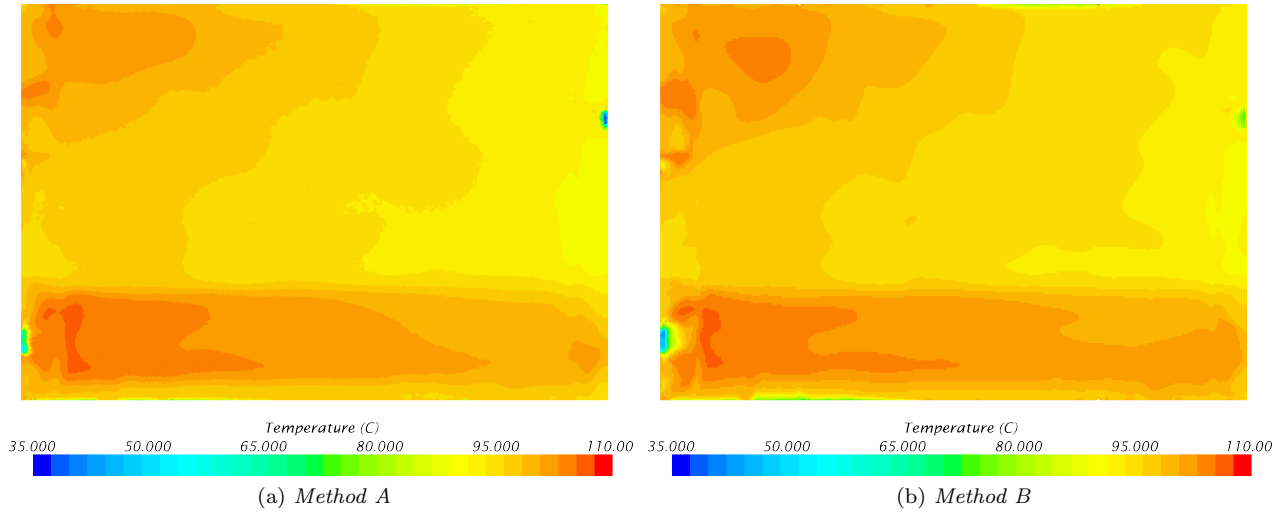 Temperature (C)
35.000 50.000 65.000 80.000 95.000 110.00
(a) Method A
Temperature (C)
35.000 50.000 65.000 80.000 95.000 110.0
(b) Method B